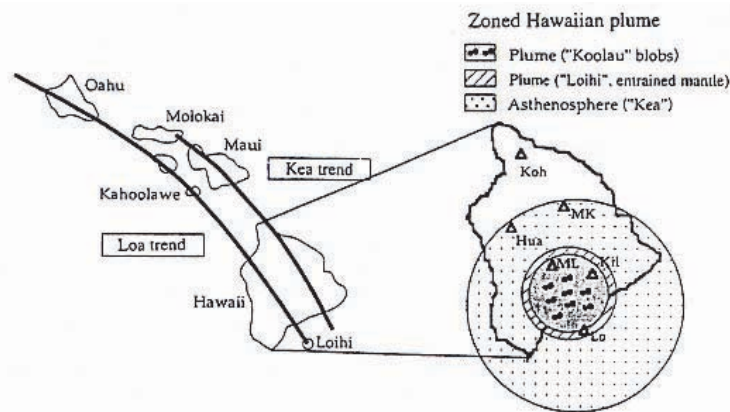 Zoned Hawaiian plume
Plume ("Koolau" blobs)
Plume ("Loihi", entrained mantle)
Asthenosphere ("Kea")
Oahu
Molokai
Maui
Kea trend
Kahoolawe
Loa trend
Hawaii
Loihi
Koh
MK
Hua
ML
Kil
Lo